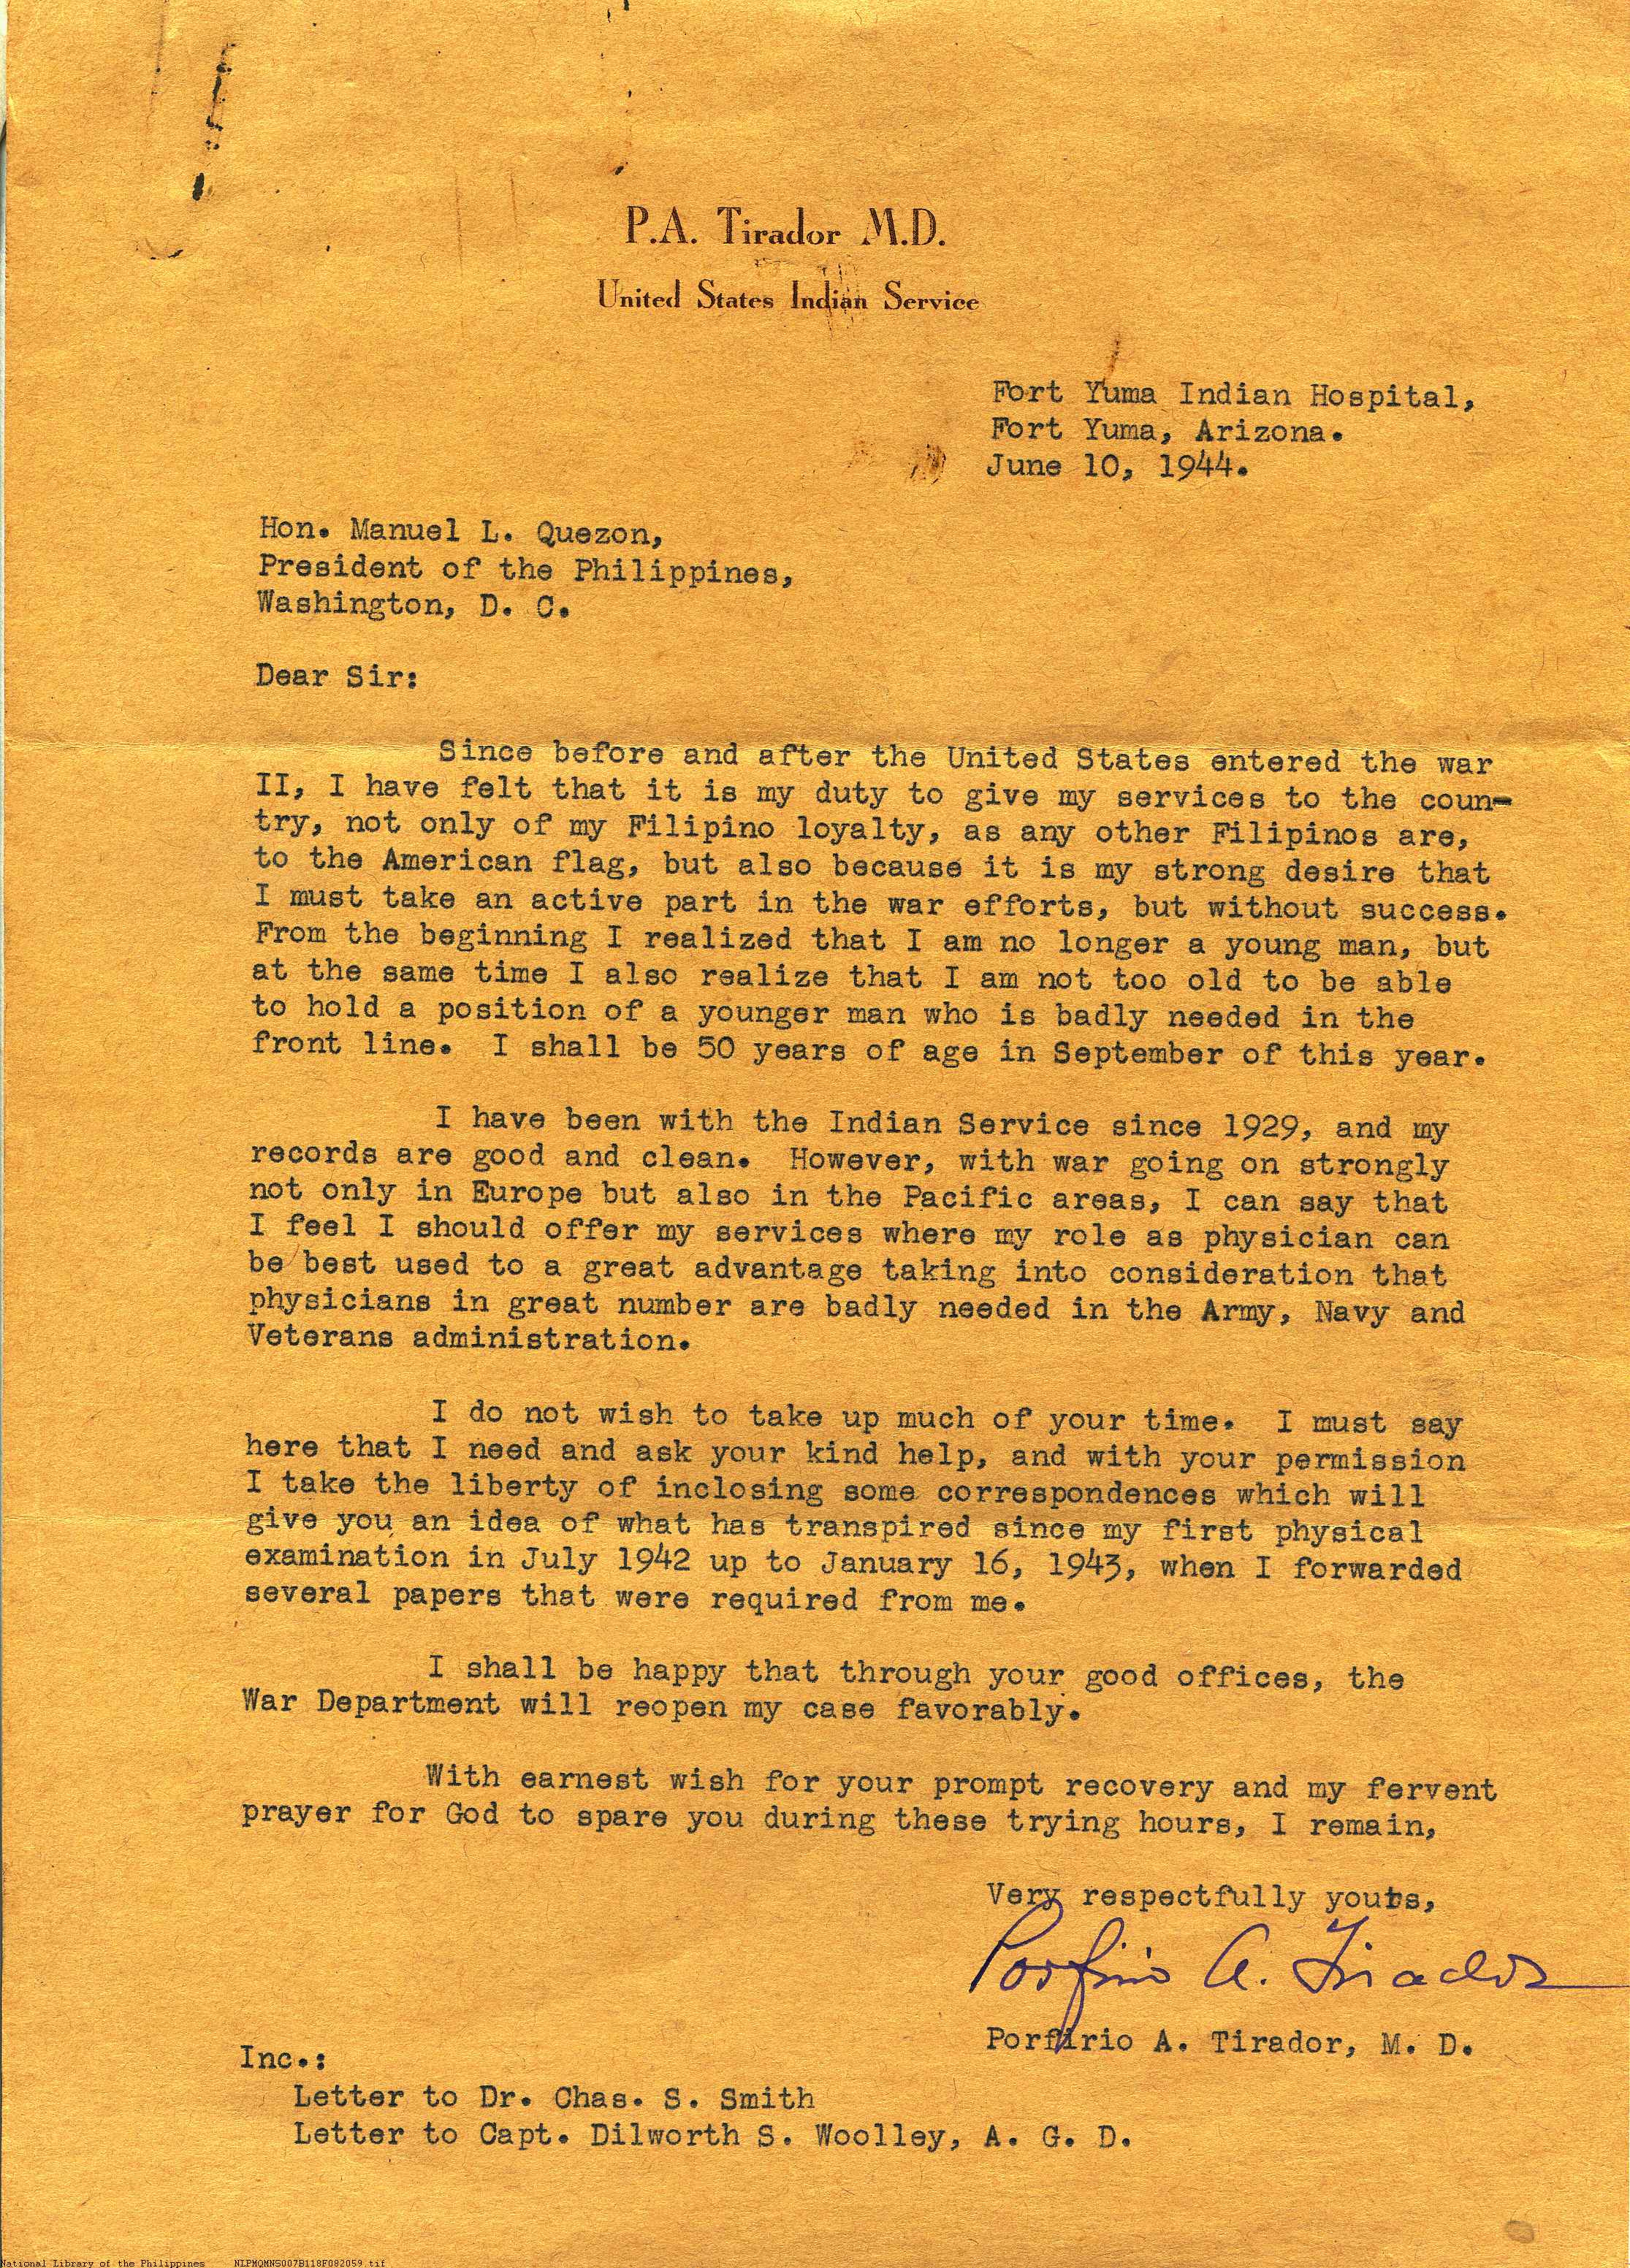 P.A. Tirador M.D.
United States Indian Service
Fort Yuma Indian Hospital,
Fort Yuma, Arizona.
June 10, 1944.
Hon. Manuel L. Quezon,
President of the Philippines,
Washington, D. C.
Dear Sir:
Since before and after the United States entered the war
II, I have felt that it is my duty to give my services to the coun-
try, not only of my Filipino loyalty, as any other Filipinos are,
to the American flag, but also because it is my strong desire that
I must take an active part in the war efforts, but without success.
From the beginning I realized that I am no longer a young man, but
at the same time I also realize that I am not too old to be able
to hold a position of a younger man who is badly needed in the
front line. I shall be 50 years of age in September of this year.
I have been with the Indian Service since 1929, and my
records are good and clean. However, with war going on strongly
not only in Europe but also in the Pacific areas, I can say that
I feel I should offer my services where my role as physician can
be best used to a great advantage taking into consideration that
physicians in great number are badly needed in the Army, Navy and
Veterans administration.
I do not wish to take up much of your time. I must say
here that I need and ask your kind help, and with your permission
I take the liberty of inclosing some correspondences which will
give you an idea of what has transpired since my first physical
examination in July 1942 up to January 16, 1943, when I forwarded
several papers that were required from me.
I shall be happy that through your good offices, the
War Department will reopen my case favorably.
With earnest wish for your prompt recovery and my fervent
prayer for God to spare you during these trying hours, I remain,
Very respectfully yours,
Porfirio A. Tirador
Porfirio A. Tirador, M. D.
Inc.:
Letter to Dr. Chas. S. Smith
Letter to Capt. Dilworth S. Woolley, A. G. D.
National Library of the Philippines NLPMQMNS007B118F082059.tif